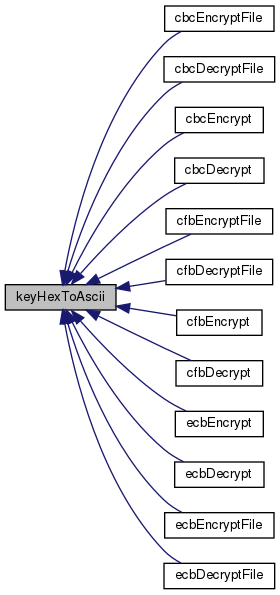 cbcEncryptFile
cbcDecryptFile
cbcEncrypt
cbcDecrypt
cfbEncryptFile
cfbDecryptFile
keyHexToAscii
cfbEncrypt
cfbDecrypt
ecbEncrypt
ecbDecrypt
ecbEncryptFile
ecbDecryptFile